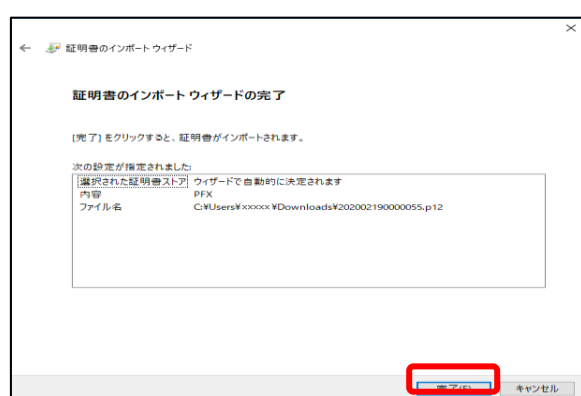 証明書のインポート ウィザード
証明書のインポート ウィザードの完了
[完了] をクリックすると、証明書がインポートされます。
次の設定が指定されました:
選択された証明書ストア ウィザードで自動的に決定されます
内容 PFX
ファイル名 C:¥Users¥xxxxx¥Downloads¥202002190000055.p12
完了(F) キャンセル